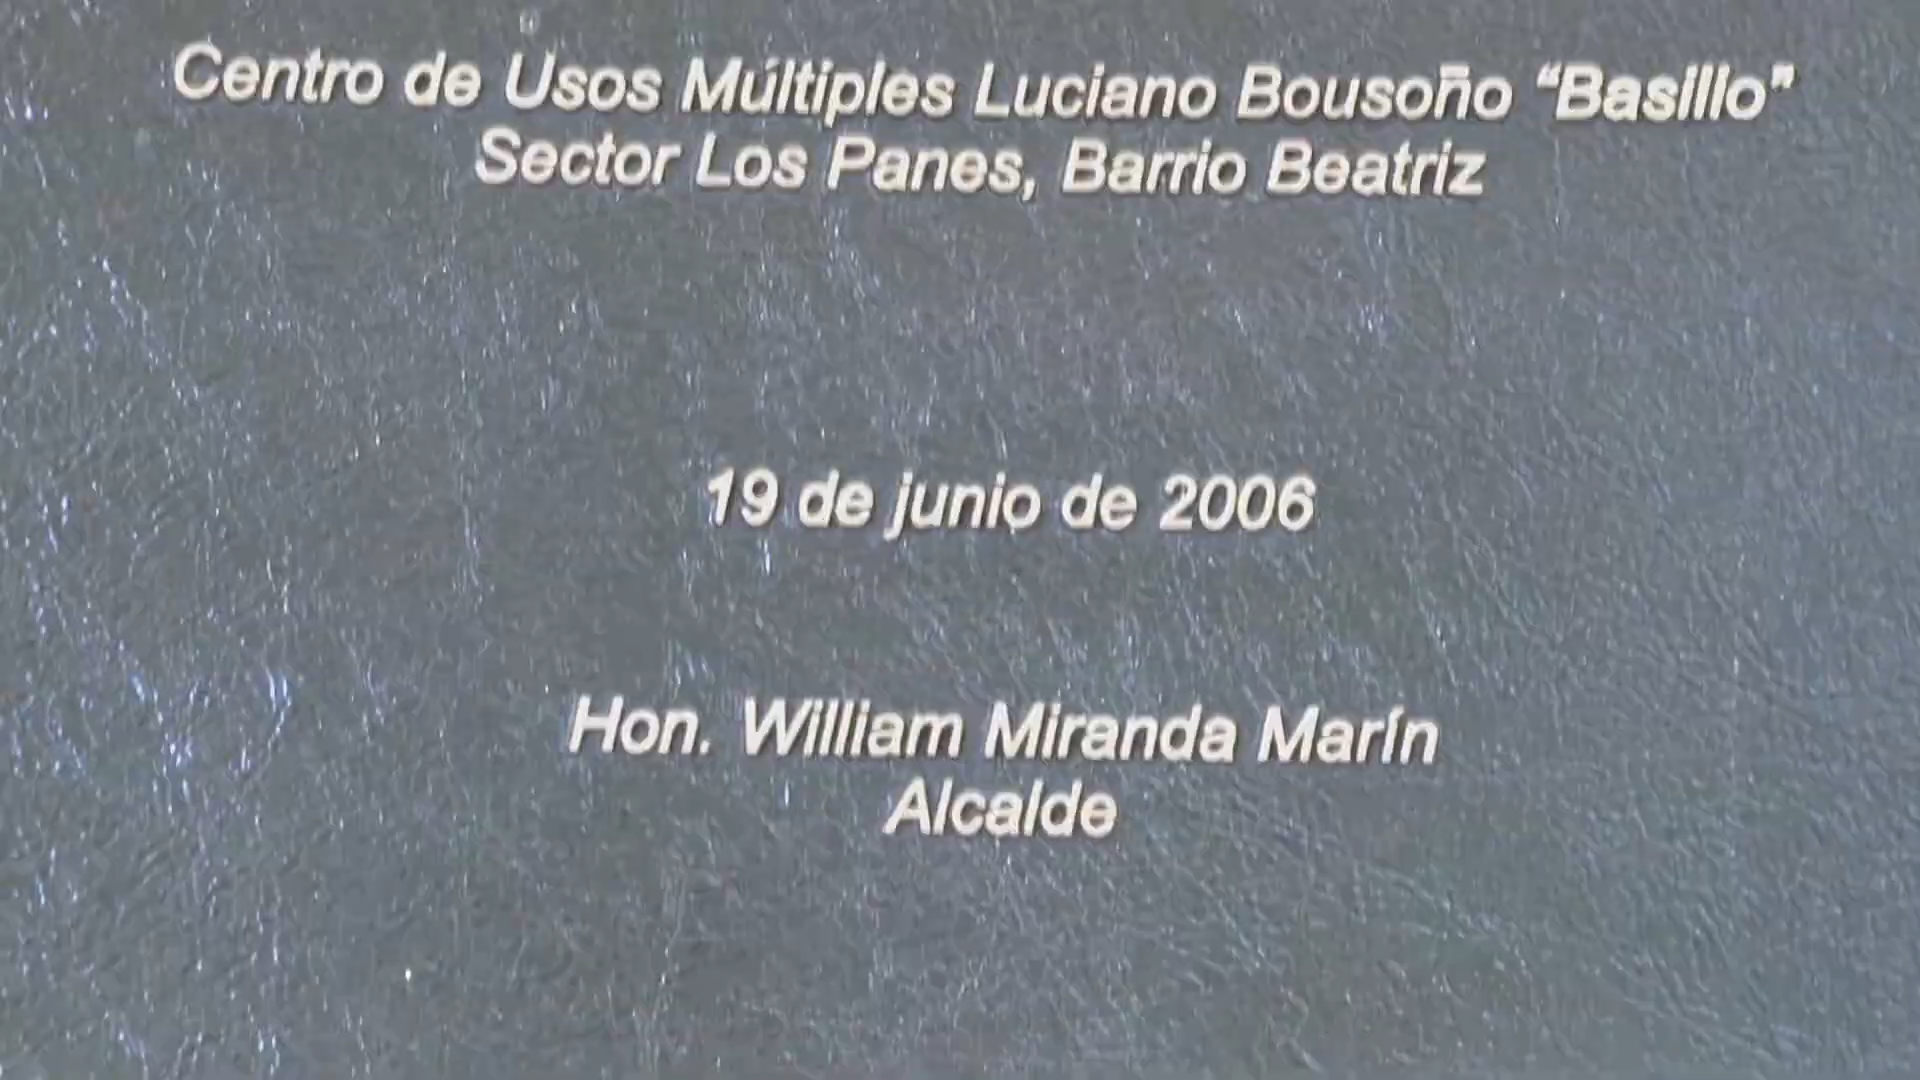 Centro de Usos Múltiples Luciano Bousoño “Basilio”
Sector Los Panes, Barrio Beatriz
19 de junio de 2006
Hon. William Miranda Marín
Alcalde